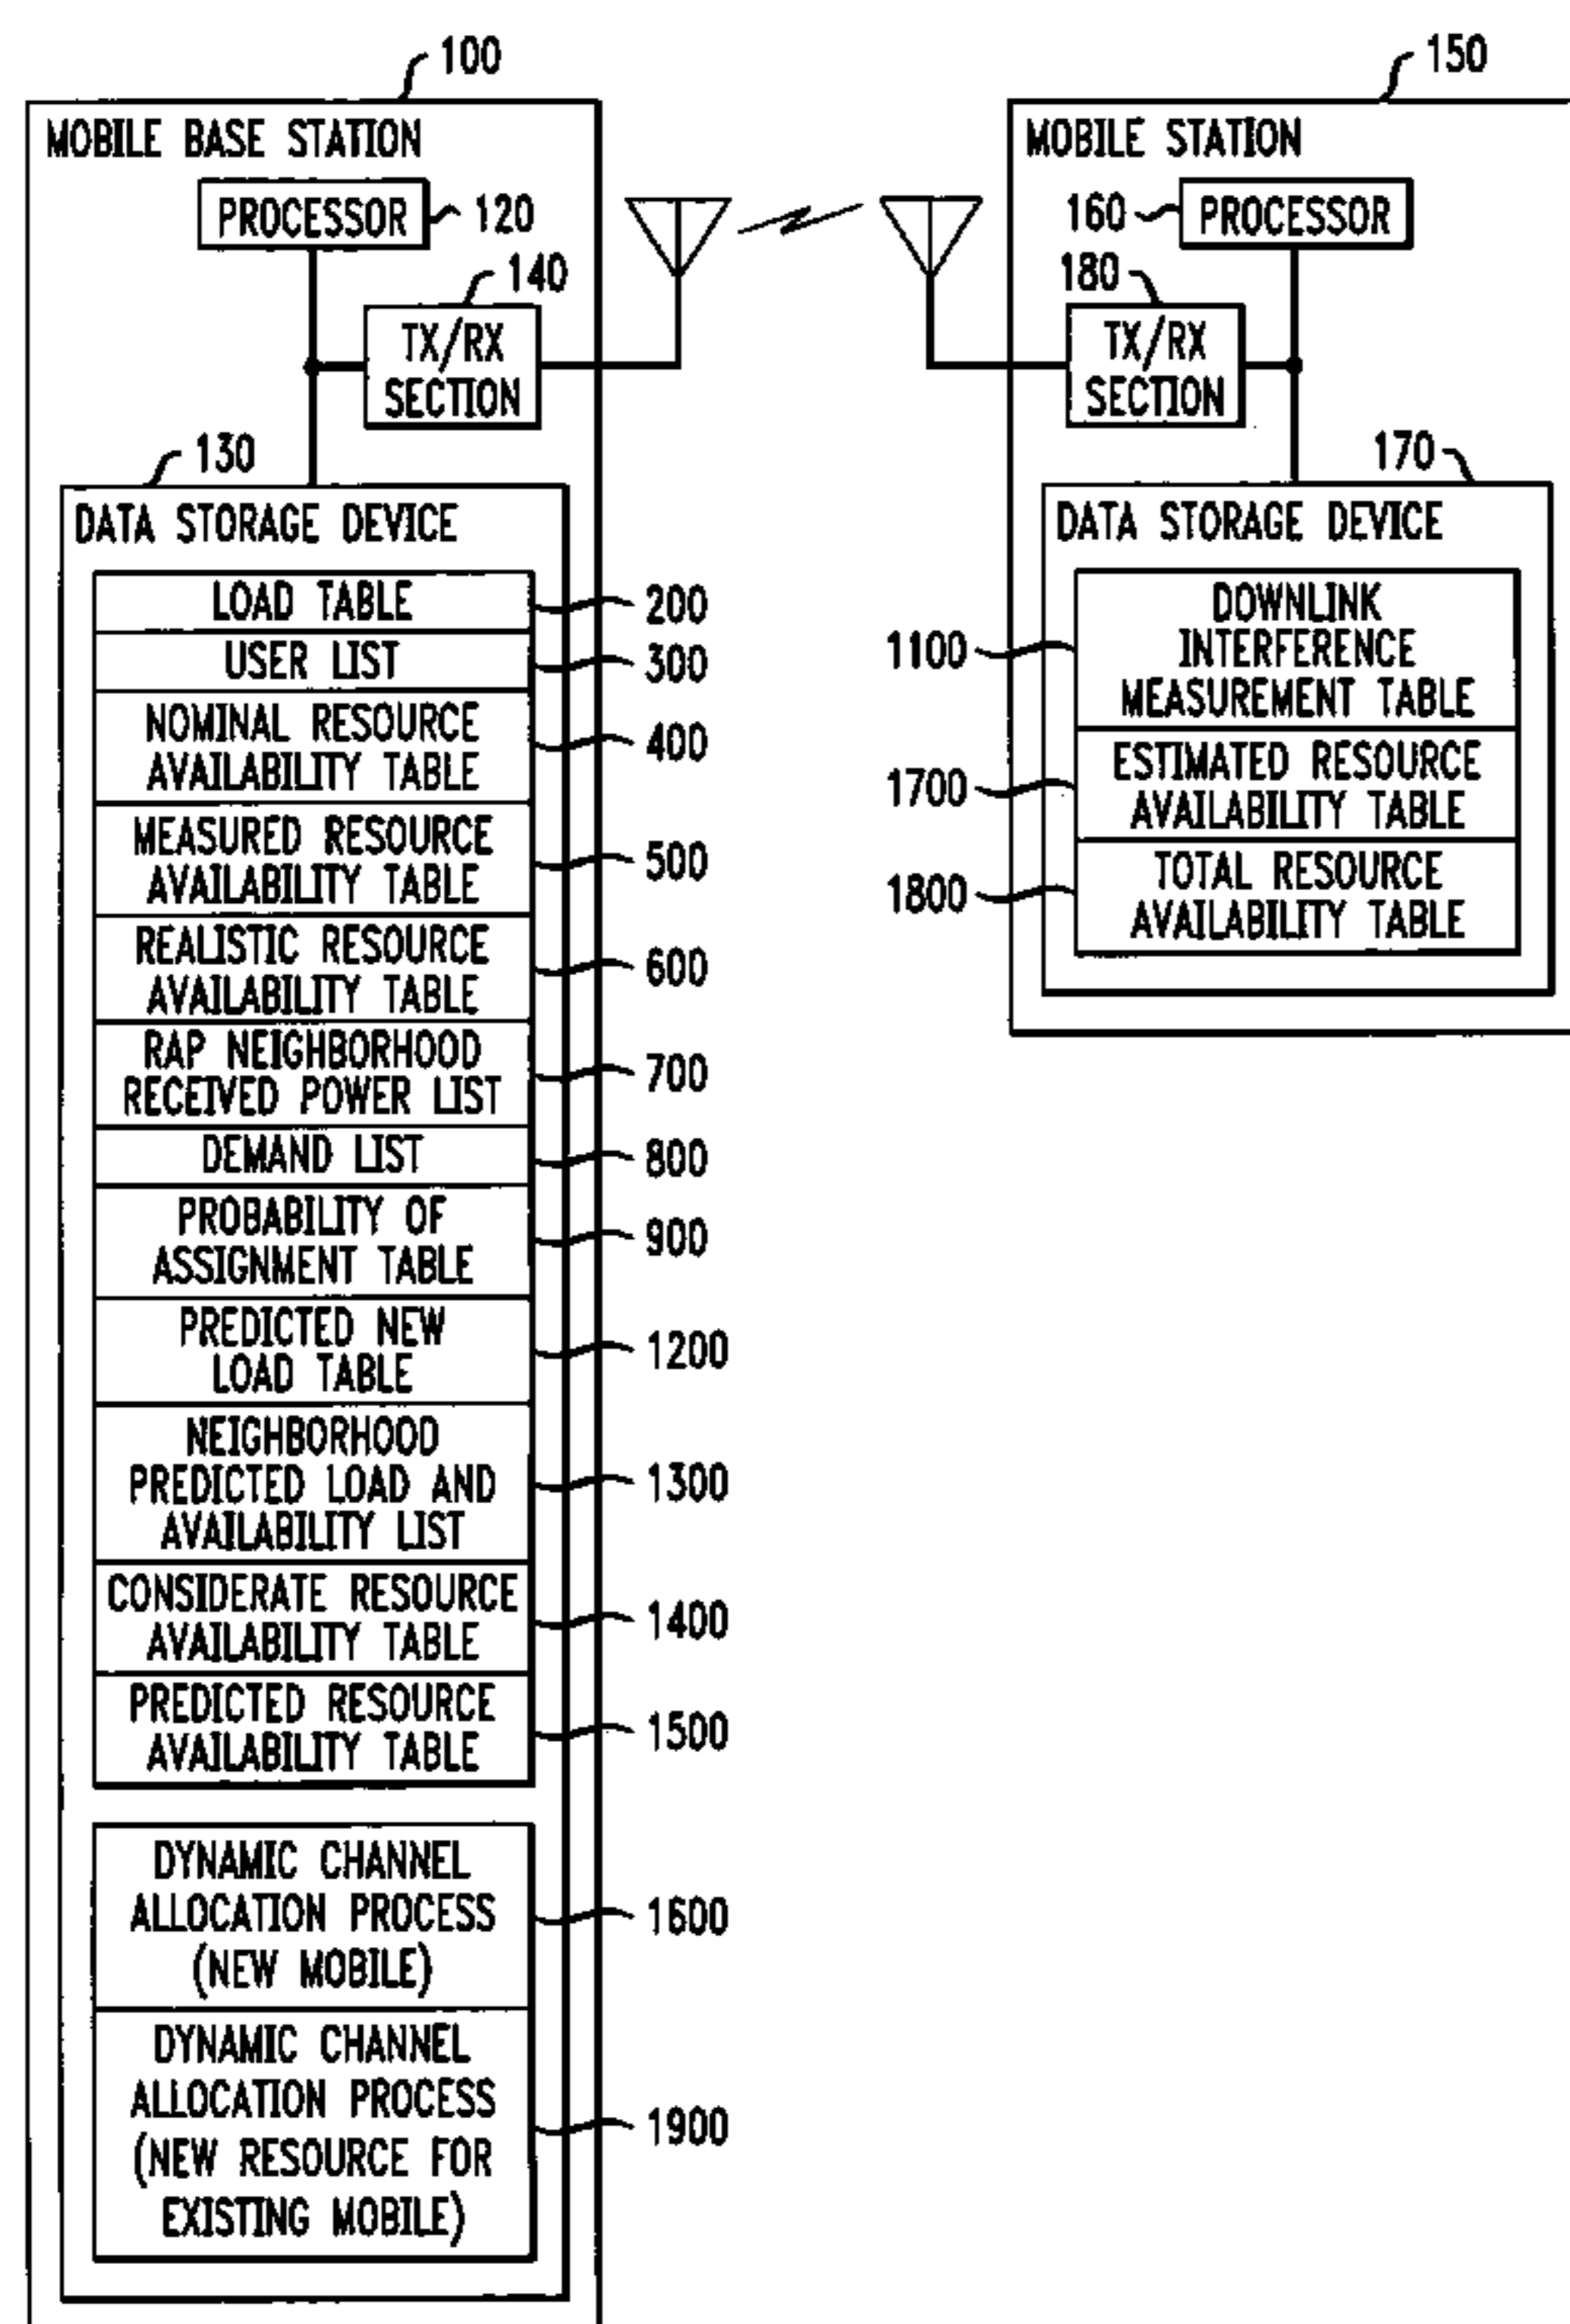 100
MOBILE BASE STATION
PROCESSOR
120
140
TX/RX
SECTION
130
DATA STORAGE DEVICE
LOAD TABLE
200
USER LIST
300
NOMINAL RESOURCE
AVAILABILITY TABLE
400
MEASURED RESOURCE
AVAILABILITY TABLE
500
REALISTIC RESOURCE
AVAILABILITY TABLE
600
RAP NEIGHBORHOOD
RECEIVED POWER LIST
700
DEMAND LIST
800
PROBABILITY OF
ASSIGNMENT TABLE
900
PREDICTED NEW
LOAD TABLE
1200
NEIGHBORHOOD
PREDICTED LOAD AND
AVAILABILITY LIST
1300
CONSIDERATE RESOURCE
AVAILABILITY TABLE
1400
PREDICTED RESOURCE
AVAILABILITY TABLE
1500
DYNAMIC CHANNEL
ALLOCATION PROCESS
(NEW MOBILE)
1600
DYNAMIC CHANNEL
ALLOCATION PROCESS
(NEW RESOURCE FOR
EXISTING MOBILE)
1900
150
MOBILE STATION
160
PROCESSOR
180
TX/RX
SECTION
170
DATA STORAGE DEVICE
DOWNLINK
INTERFERENCE
MEASUREMENT TABLE
1100
ESTIMATED RESOURCE
AVAILABILITY TABLE
1700
TOTAL RESOURCE
AVAILABILITY TABLE
1800